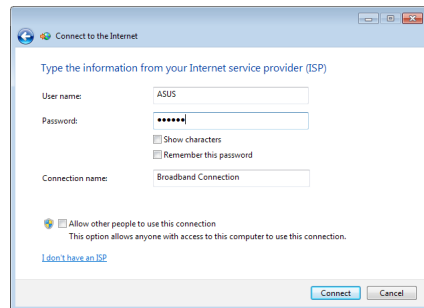 Connect to the Internet
Type the information from your Internet service provider (ISP)
User name: ASUS
Password: ••••••
Show characters
Remember this password
Connection name: Broadband Connection
Allow other people to use this connection
This option allows anyone with access to this computer to use this connection.
I don't have an ISP
Connect Cancel